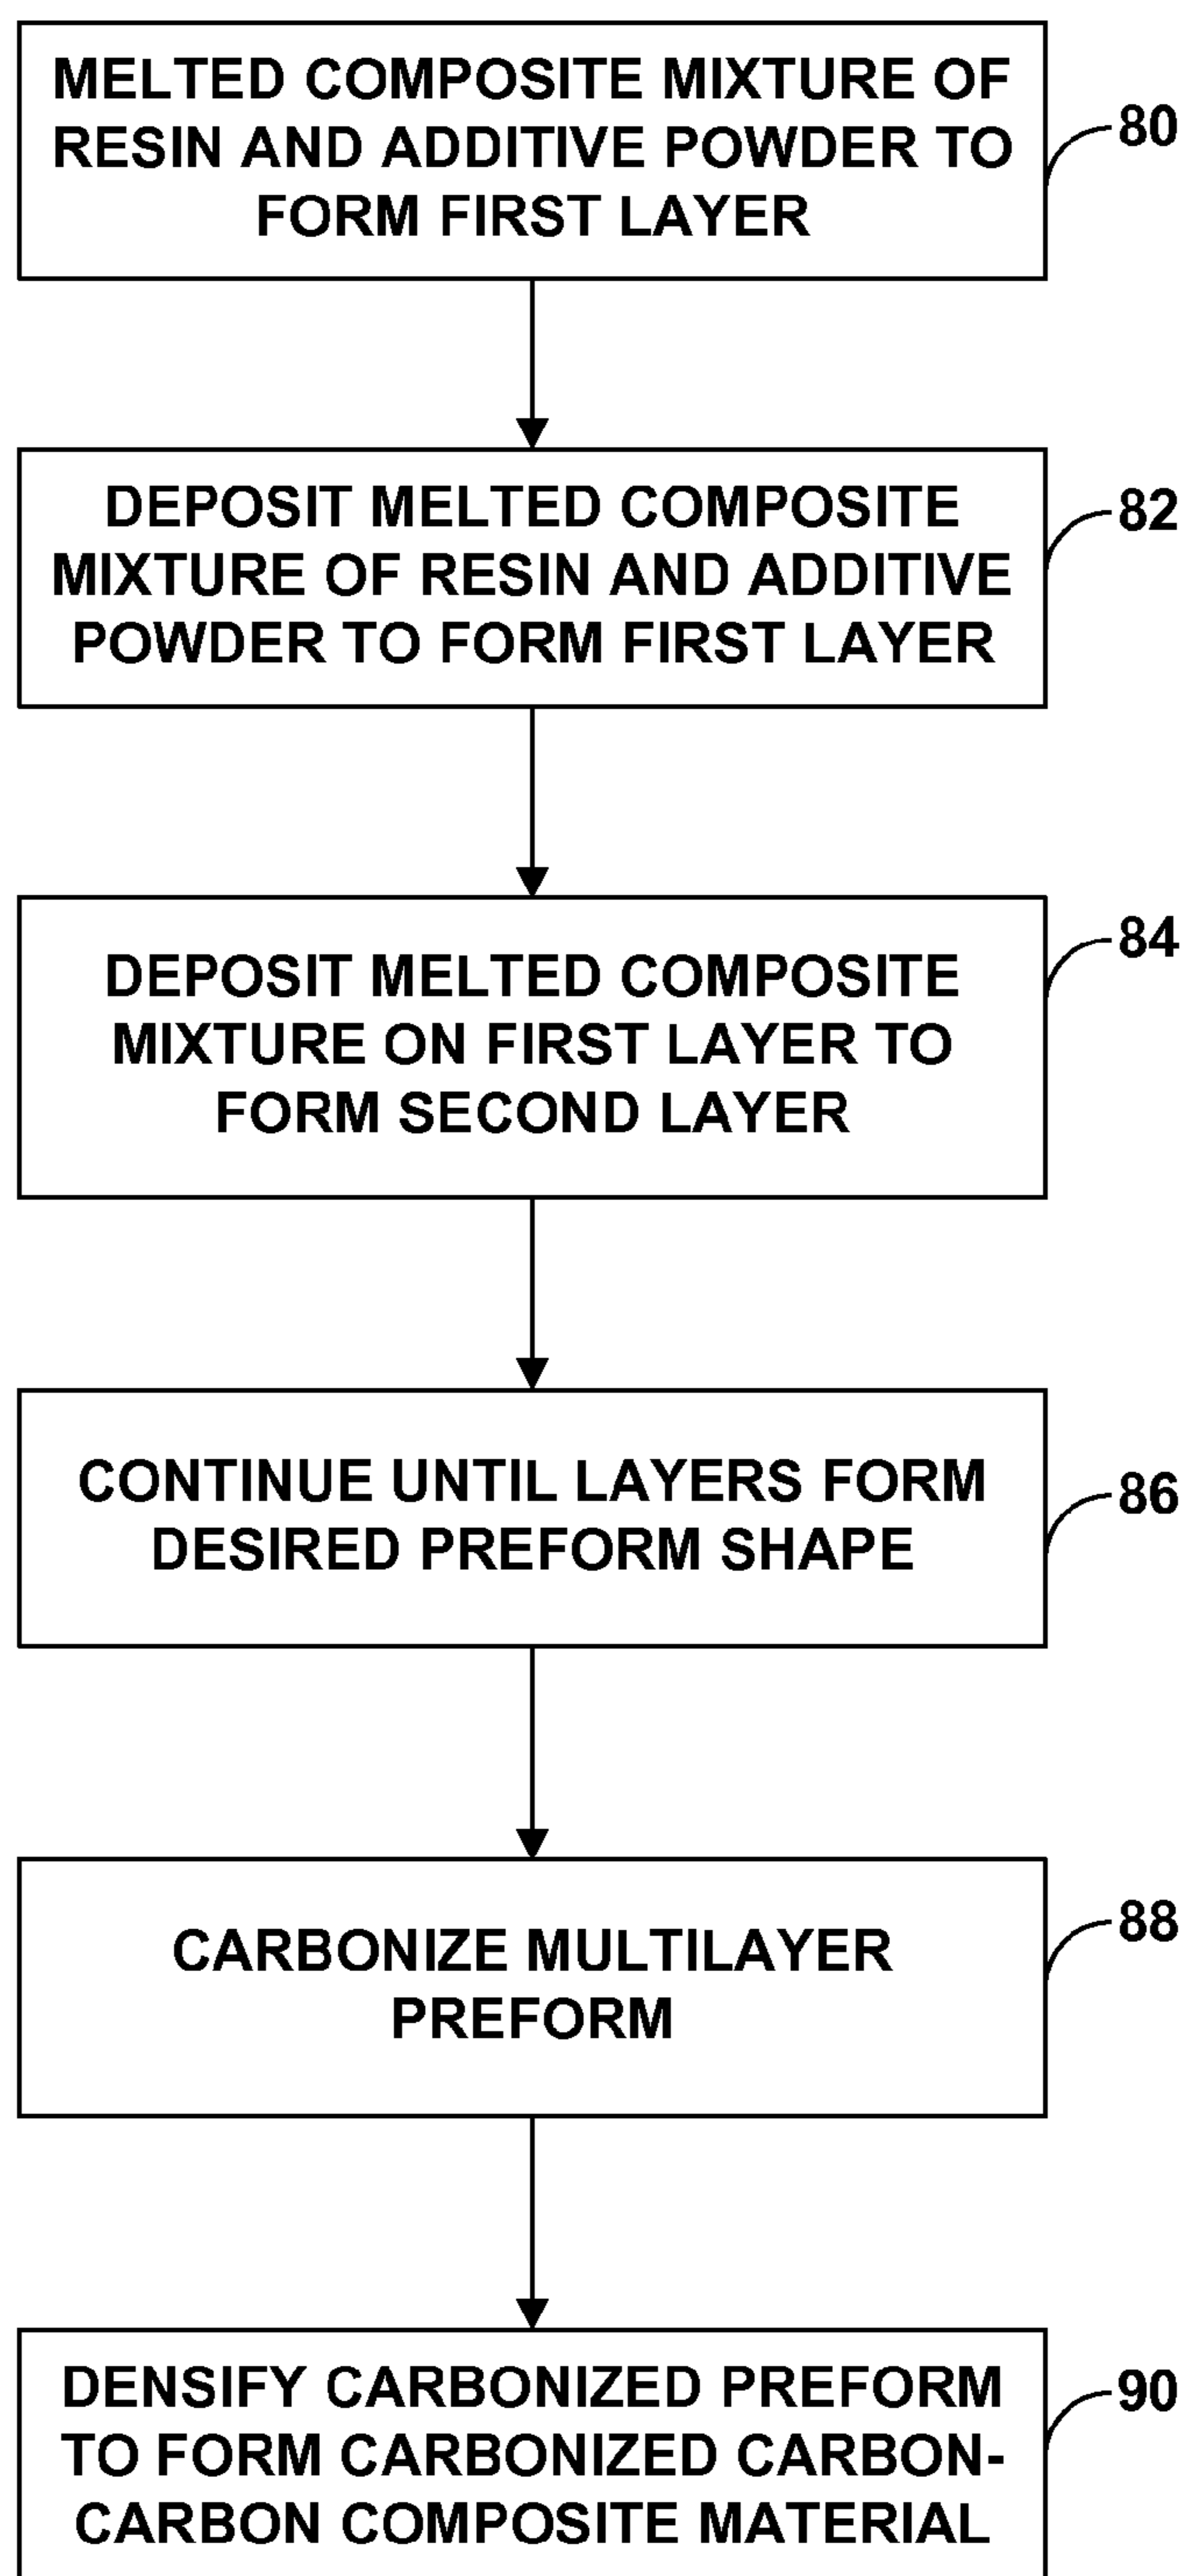 MELTED COMPOSITE MIXTURE OF
RESIN AND ADDITIVE POWDER TO
FORM FIRST LAYER
80
DEPOSIT MELTED COMPOSITE
MIXTURE OF RESIN AND ADDITIVE
POWDER TO FORM FIRST LAYER
82
DEPOSIT MELTED COMPOSITE
MIXTURE ON FIRST LAYER TO
FORM SECOND LAYER
84
CONTINUE UNTIL LAYERS FORM
DESIRED PREFORM SHAPE
86
CARBONIZE MULTILAYER
PREFORM
88
DENSIFY CARBONIZED PREFORM
TO FORM CARBONIZED CARBON-
CARBON COMPOSITE MATERIAL
90